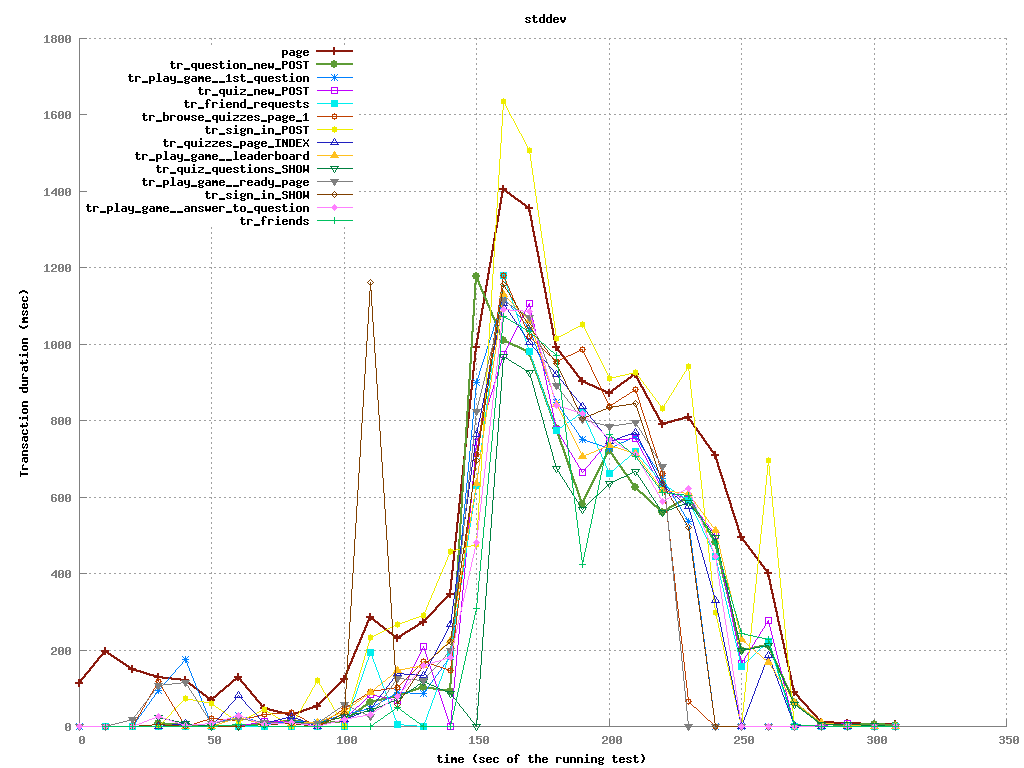 stddev
1800
1600
1400
1200
1000
800
600
400
200
0
Transaction duration (msec)
page
tr_question_new_POST
tr_play_game__1st_question
tr_quiz_new_POST
tr_friend_requests
tr_browse_quizzes_page_1
tr_sign_in_POST
tr_quizzes_page_INDEX
tr_play_game__leaderboard
tr_quiz_questions_SHOW
tr_play_game__ready_page
tr_sign_in_SHOW
tr_play_game__answer_to_question
tr_friends
0 50 100 150 200 250 300 350
time (sec of the running test)